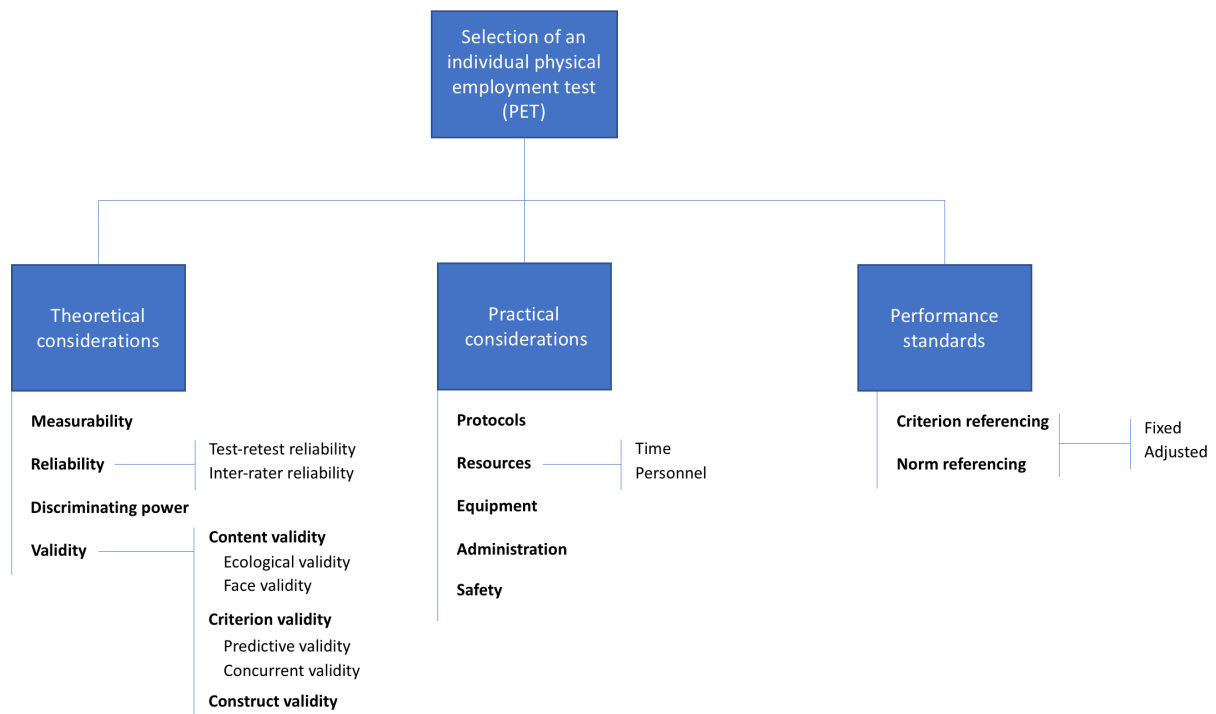 Selection of an
individual physical
employment test
(PET)
Theoretical
considerations
Measurability
Reliability
Test-retest reliability
Inter-rater reliability
Discriminating power
Validity
Content validity
Ecological validity
Face validity
Criterion validity
Predictive validity
Concurrent validity
Construct validity
Practical
considerations
Protocols
Resources
Time
Personnel
Equipment
Administration
Safety
Performance
standards
Criterion referencing
Norm referencing
Fixed
Adjusted